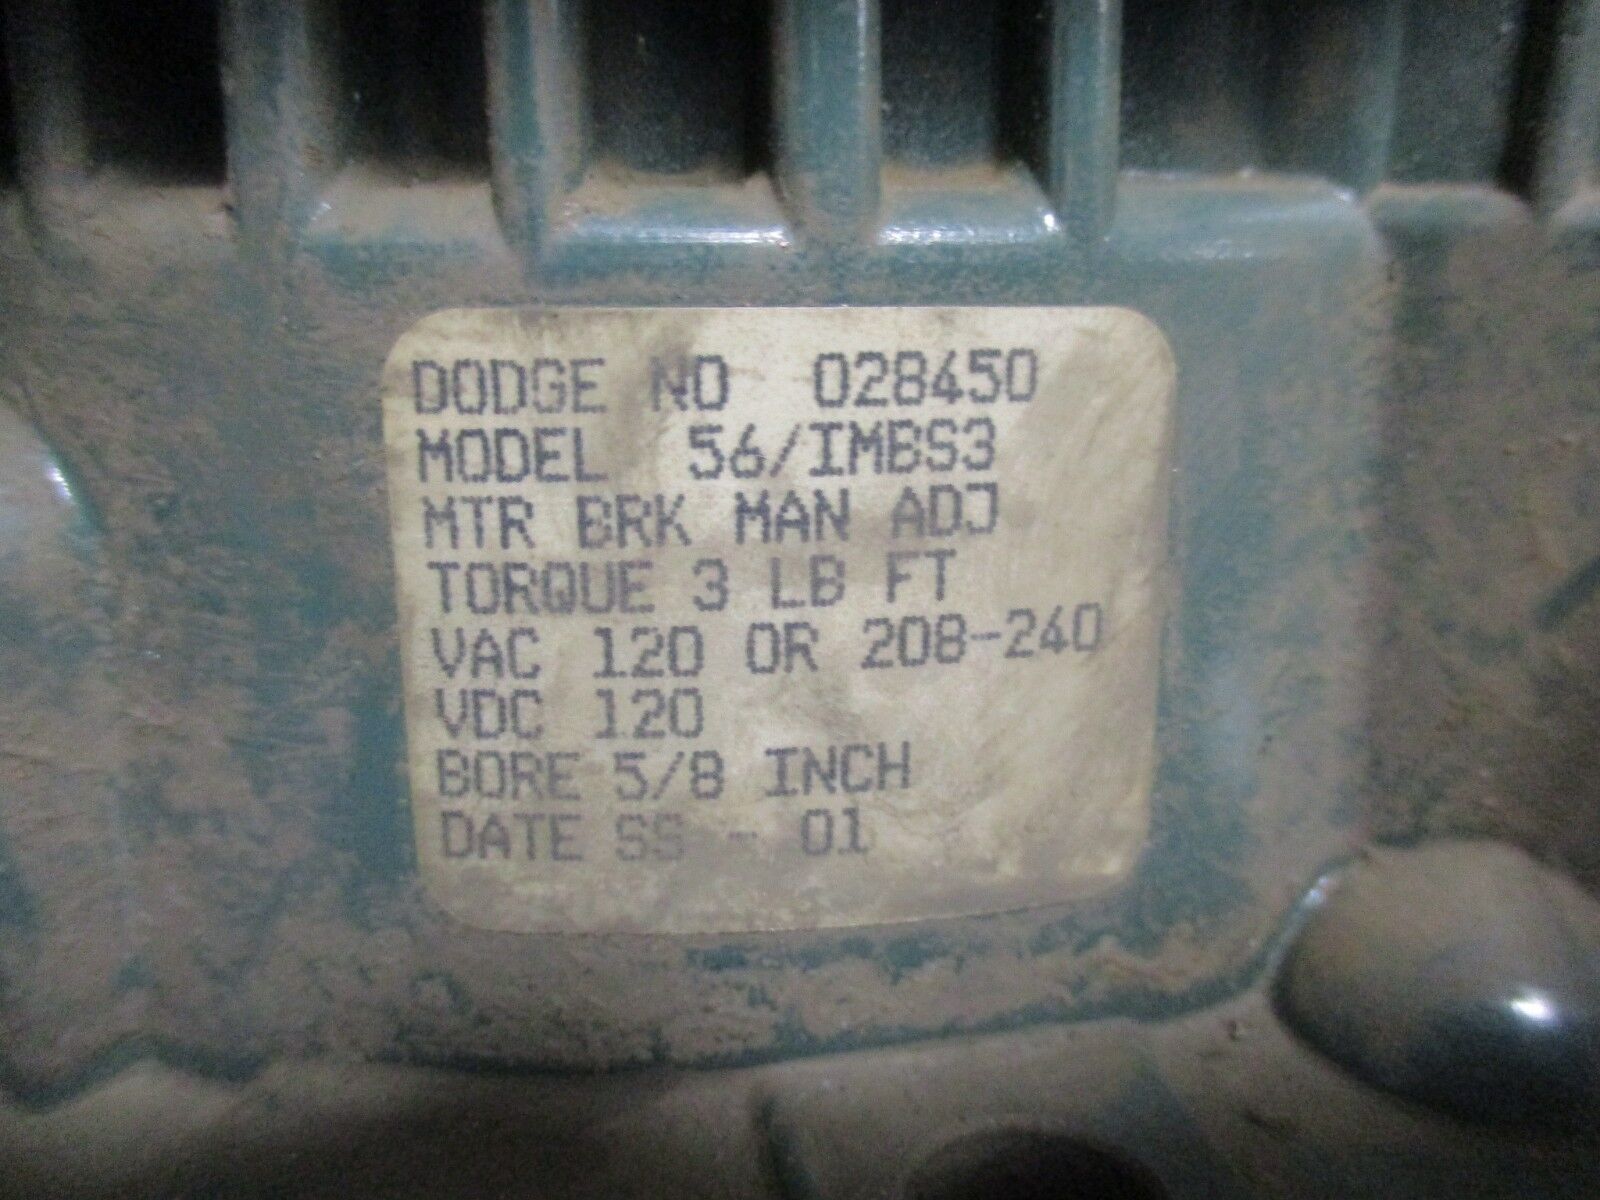 DODGE NO 028450
MODEL 56/IMBS3
MTR BRK MAN ADJ
TORQUE 3 LB FT
VAC 120 OR 208-240
VDC 120
BORE 5/8 INCH
DATE SS - 01